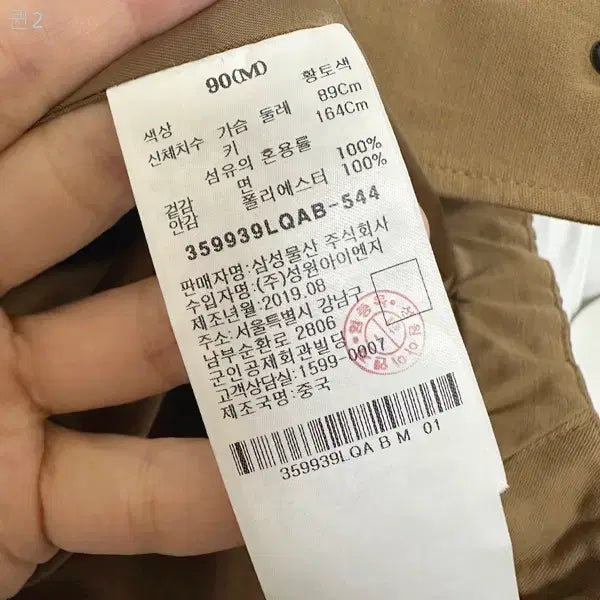 퀸 2
90(M)
색상 황토색
신체치수 가슴 둘레 89Cm
키 164Cm
섬유의 혼용률
겉감 면 100%
안감 폴리에스터 100%
359939LQAB-544
판매자명:삼성물산 주식회사
수입자명:(주)성원아이엔지
제조년월:2019.08
주소:서울특별시 강남구
남부순환로 2806
군인공제회관빌딩
고객상담실:1599-0007
제조국명:중국
359939LQA B M 01